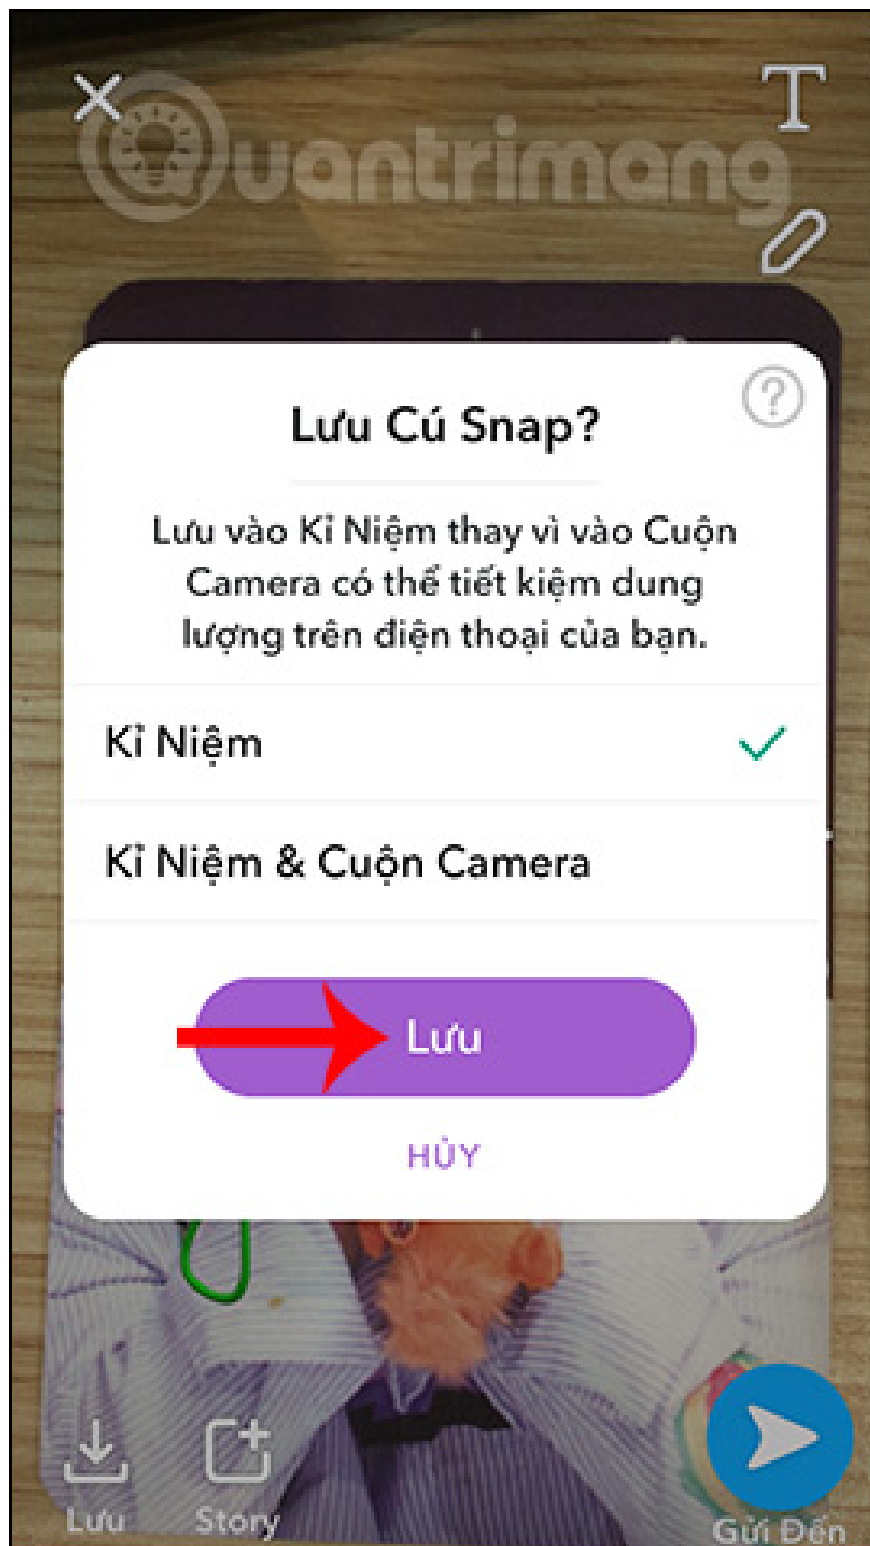 Quantrimang
T
Lưu Cú Snap?
?
Lưu vào Kỉ Niệm thay vì vào Cuộn
Camera có thể tiết kiệm dung
lượng trên điện thoại của bạn.
Kỉ Niệm
Kỉ Niệm & Cuộn Camera
Lưu
HỦY
Lưu
Story
Gửi Đến